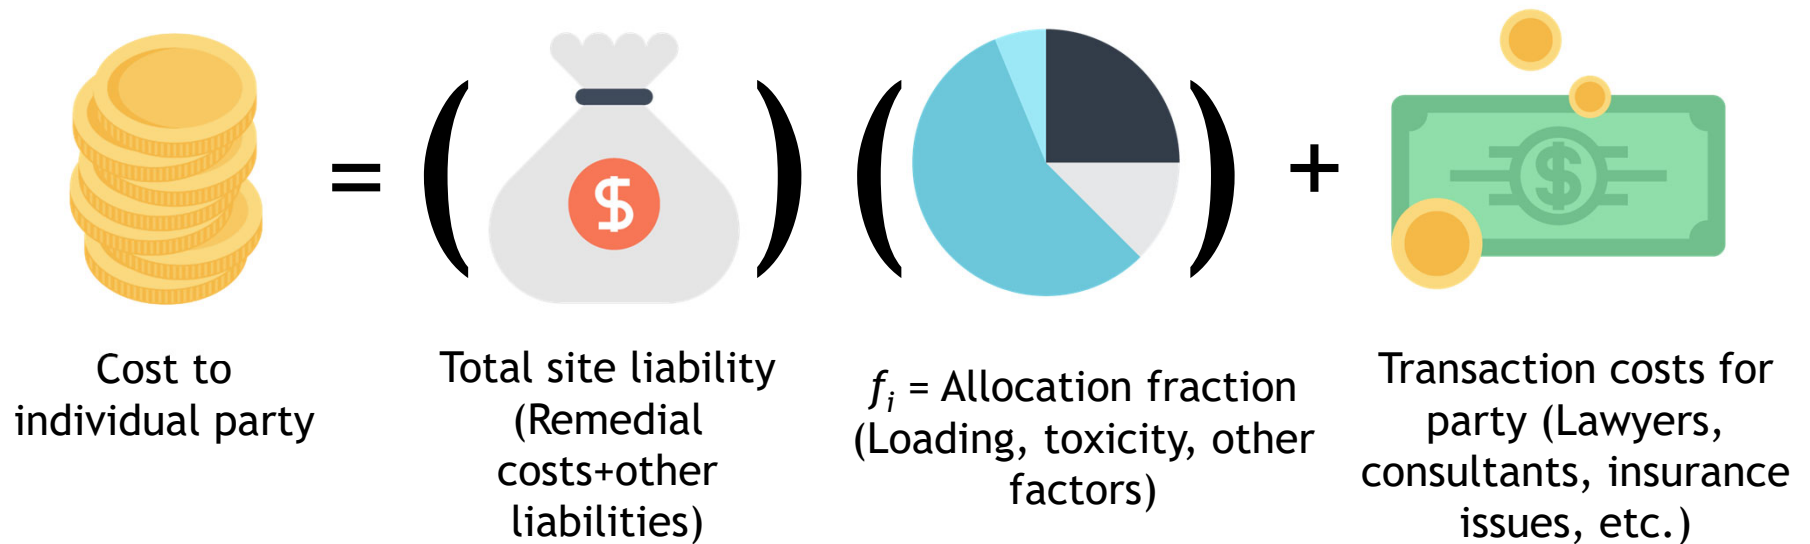 $
$
= ( ) ( ) +
Cost to
individual party
Total site liability
(Remedial
costs+other
liabilities)
fᵢ = Allocation fraction
(Loading, toxicity, other
factors)
Transaction costs for
party (Lawyers,
consultants, insurance
issues, etc.)